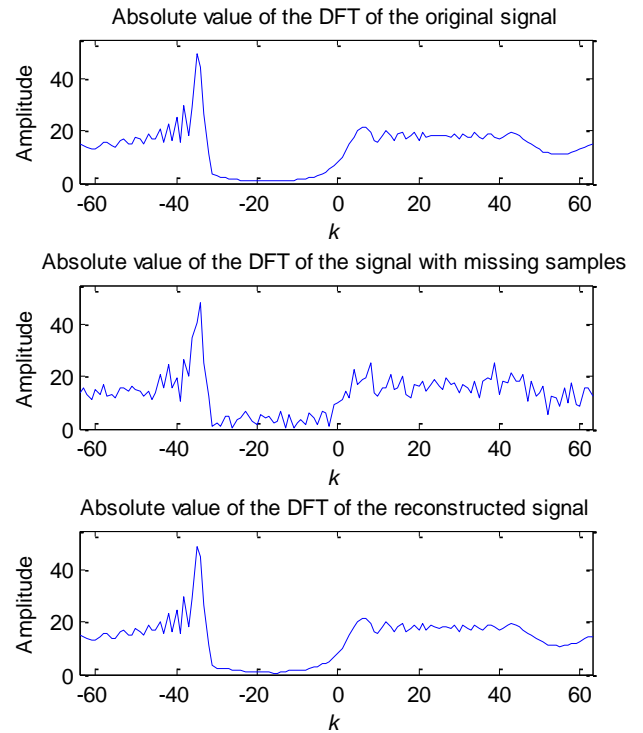 Absolute value of the DFT of the original signal
Amplitude
40
20
0
-60 -40 -20 0 20 40 60
k
Absolute value of the DFT of the signal with missing samples
Amplitude
40
20
0
-60 -40 -20 0 20 40 60
k
Absolute value of the DFT of the reconstructed signal
Amplitude
40
20
0
-60 -40 -20 0 20 40 60
k